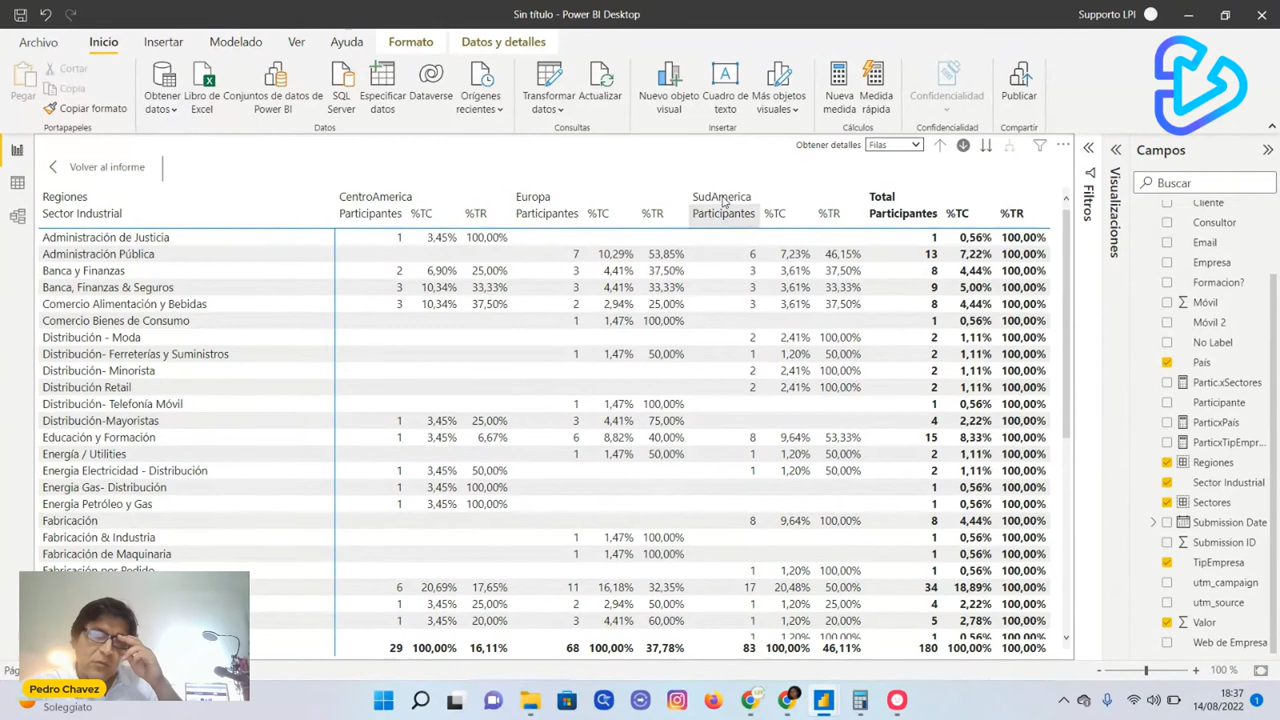 Sin título - Power BI Desktop
Supporto LPI
Archivo Inicio Insertar Modelado Ver Ayuda Formato Datos y detalles
Pegar
Cortar
Copia
Copiar formato
Portapapeles
Obtener datos
Libro de Excel
Conjuntos de datos de Power BI
SQL Server
Especificar datos
Dataverse
Orígenes recientes
Datos
Transformar datos
Actualizar
Consultas
Nuevo objeto visual
Cuadro de texto
Más objetos visuales
Insertar
Nueva medida
Medida rápida
Cálculos
Confidencialidad
Confidencialidad
Publicar
Compartir
Obtener detalles Filas
Volver al informe
Regiones CentroAmerica Europa SudAmerica Total
Sector Industrial Participantes %TC %TR Participantes %TC %TR Participantes %TC %TR Participantes %TC %TR
Administración de Justicia 1 3,45% 100,00% 1 0,56% 100,00%
Administración Pública 7 10,29% 53,85% 6 7,23% 46,15% 13 7,22% 100,00%
Banca y Finanzas 2 6,90% 25,00% 3 4,41% 37,50% 3 3,61% 37,50% 8 4,44% 100,00%
Banca, Finanzas & Seguros 3 10,34% 33,33% 3 4,41% 33,33% 3 3,61% 33,33% 9 5,00% 100,00%
Comercio Alimentación y Bebidas 3 10,34% 37,50% 2 2,94% 25,00% 3 3,61% 37,50% 8 4,44% 100,00%
Comercio Bienes de Consumo 1 1,47% 100,00% 1 0,56% 100,00%
Distribución - Moda 2 2,41% 100,00% 2 1,11% 100,00%
Distribución- Ferreterías y Suministros 1 1,47% 50,00% 1 1,20% 50,00% 2 1,11% 100,00%
Distribución- Minorista 2 2,41% 100,00% 2 1,11% 100,00%
Distribución Retail 2 2,41% 100,00% 2 1,11% 100,00%
Distribución- Telefonía Móvil 1 1,47% 100,00% 1 0,56% 100,00%
Distribución-Mayoristas 1 3,45% 25,00% 3 4,41% 75,00% 4 2,22% 100,00%
Educación y Formación 1 3,45% 6,67% 6 8,82% 40,00% 8 9,64% 53,33% 15 8,33% 100,00%
Energía / Utilities 1 1,47% 50,00% 1 1,20% 50,00% 2 1,11% 100,00%
Energia Electricidad - Distribución 1 3,45% 50,00% 1 1,20% 50,00% 2 1,11% 100,00%
Energia Gas- Distribución 1 3,45% 100,00% 1 0,56% 100,00%
Energia Petróleo y Gas 1 3,45% 100,00% 1 0,56% 100,00%
Fabricación 8 9,64% 100,00% 8 4,44% 100,00%
Fabricación & Industria 1 1,47% 100,00% 1 0,56% 100,00%
Fabricación de Maquinaria 1 1,47% 100,00% 1 0,56% 100,00%
Fabricación por Pedido 1 1,20% 100,00% 1 0,56% 100,00%
6 20,69% 17,65% 11 16,18% 32,35% 17 20,48% 50,00% 34 18,89% 100,00%
1 3,45% 25,00% 2 2,94% 50,00% 1 1,20% 25,00% 4 2,22% 100,00%
1 3,45% 20,00% 3 4,41% 60,00% 1 1,20% 20,00% 5 2,78% 100,00%
1 1,20% 100,00% 1 0,56% 100,00%
29 100,00% 16,11% 68 100,00% 37,78% 83 100,00% 46,11% 180 100,00% 100,00%
Filtros
Visualizaciones
Campos
Buscar
Cliente
Consultor
Email
Empresa
Formacion?
Móvil
Móvil 2
No Label
País
Partic.xSectores
Participante
ParticxPaís
ParticxTipEmpr...
Regiones
Sector Industrial
Sectores
Submission Date
Submission ID
TipEmpresa
utm_campaign
utm_source
Valor
Web de Empresa
Pág
100 %
Pedro Chavez
Soleggiato
18:37
14/08/2022